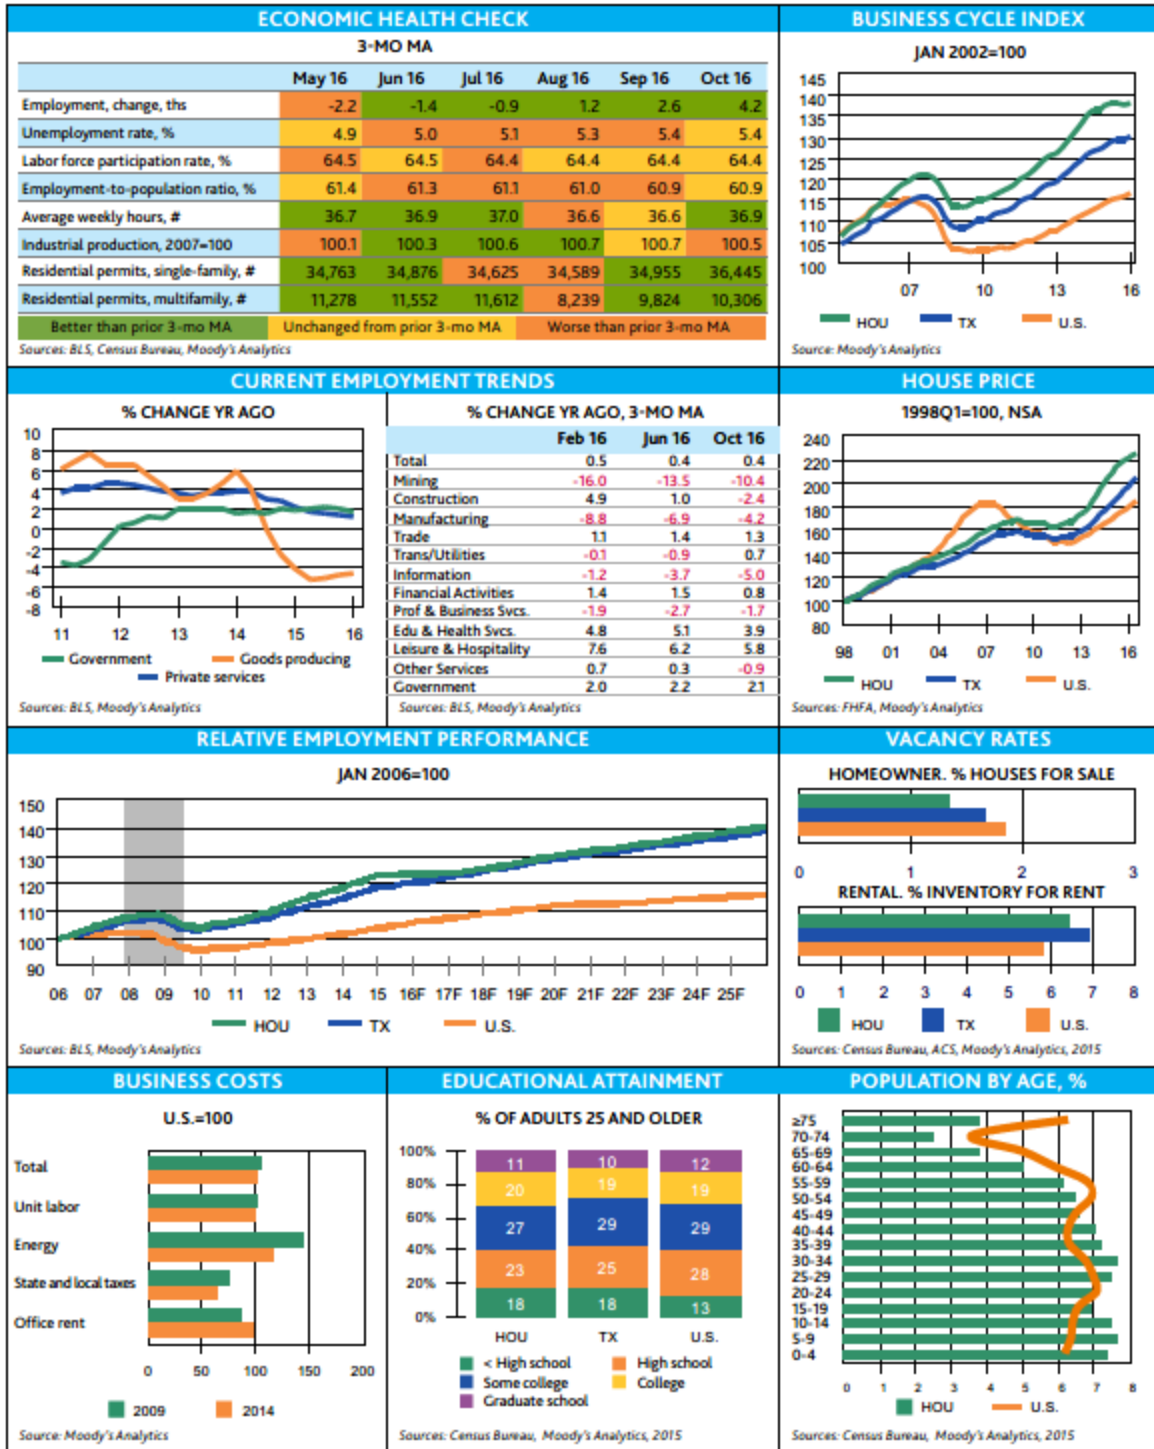 ECONOMIC HEALTH CHECK
3-MO MA
May 16 Jun 16 Jul 16 Aug 16 Sep 16 Oct 16
Employment, change, ths -2.2 -1.4 -0.9 1.2 2.6 4.2
Unemployment rate, % 4.9 5.0 5.1 5.3 5.4 5.4
Labor force participation rate, % 64.5 64.5 64.4 64.4 64.4 64.4
Employment-to-population ratio, % 61.4 61.3 61.1 61.0 60.9 60.9
Average weekly hours, # 36.7 36.9 37.0 36.6 36.6 36.9
Industrial production, 2007=100 100.1 100.3 100.6 100.7 100.7 100.5
Residential permits, single-family, # 34,763 34,876 34,625 34,589 34,955 36,445
Residential permits, multifamily, # 11,278 11,552 11,612 8,239 9,824 10,306
Better than prior 3-mo MA Unchanged from prior 3-mo MA Worse than prior 3-mo MA
Sources: BLS, Census Bureau, Moody's Analytics
BUSINESS CYCLE INDEX
JAN 2002=100
145
140
135
130
125
120
115
110
105
100
07 10 13 16
HOU TX U.S.
Source: Moody's Analytics
CURRENT EMPLOYMENT TRENDS
% CHANGE YR AGO
10
8
6
4
2
0
-2
-4
-6
-8
11 12 13 14 15 16
Government Goods producing
Private services
Sources: BLS, Moody's Analytics
% CHANGE YR AGO, 3-MO MA
Feb 16 Jun 16 Oct 16
Total 0.5 0.4 0.4
Mining -16.0 -13.5 -10.4
Construction 4.9 1.0 -2.4
Manufacturing -8.8 -6.9 -4.2
Trade 1.1 1.4 1.3
Trans/Utilities -0.1 -0.9 0.7
Information -1.2 -3.7 -5.0
Financial Activities 1.4 1.5 0.8
Prof & Business Svcs. -1.9 -2.7 -1.7
Edu & Health Svcs. 4.8 5.1 3.9
Leisure & Hospitality 7.6 6.2 5.8
Other Services 0.7 0.3 -0.9
Government 2.0 2.2 2.1
Sources: BLS, Moody's Analytics
HOUSE PRICE
1998Q1=100, NSA
240
220
200
180
160
140
120
100
80
98 01 04 07 10 13 16
HOU TX U.S.
Sources: FHFA, Moody's Analytics
RELATIVE EMPLOYMENT PERFORMANCE
JAN 2006=100
150
140
130
120
110
100
90
06 07 08 09 10 11 12 13 14 15 16F 17F 18F 19F 20F 21F 22F 23F 24F 25F
HOU TX U.S.
Sources: BLS, Moody's Analytics
VACANCY RATES
HOMEOWNER. % HOUSES FOR SALE
0 1 2 3
RENTAL. % INVENTORY FOR RENT
0 1 2 3 4 5 6 7 8
HOU TX U.S.
Sources: Census Bureau, ACS, Moody's Analytics, 2015
BUSINESS COSTS
U.S.=100
Total
Unit labor
Energy
State and local taxes
Office rent
0 50 100 150 200
2009 2014
Source: Moody's Analytics
EDUCATIONAL ATTAINMENT
% OF ADULTS 25 AND OLDER
100%
80%
60%
40%
20%
0%
11 10 12
20 19 19
27 29 29
23 25 28
18 18 13
HOU TX U.S.
< High school High school
Some college College
Graduate school
Sources: Census Bureau, Moody's Analytics, 2015
POPULATION BY AGE, %
≥75
70-74
65-69
60-64
55-59
50-54
45-49
40-44
35-39
30-34
25-29
20-24
15-19
10-14
5-9
0-4
0 1 2 3 4 5 6 7 8
HOU U.S.
Sources: Census Bureau, Moody's Analytics, 2015